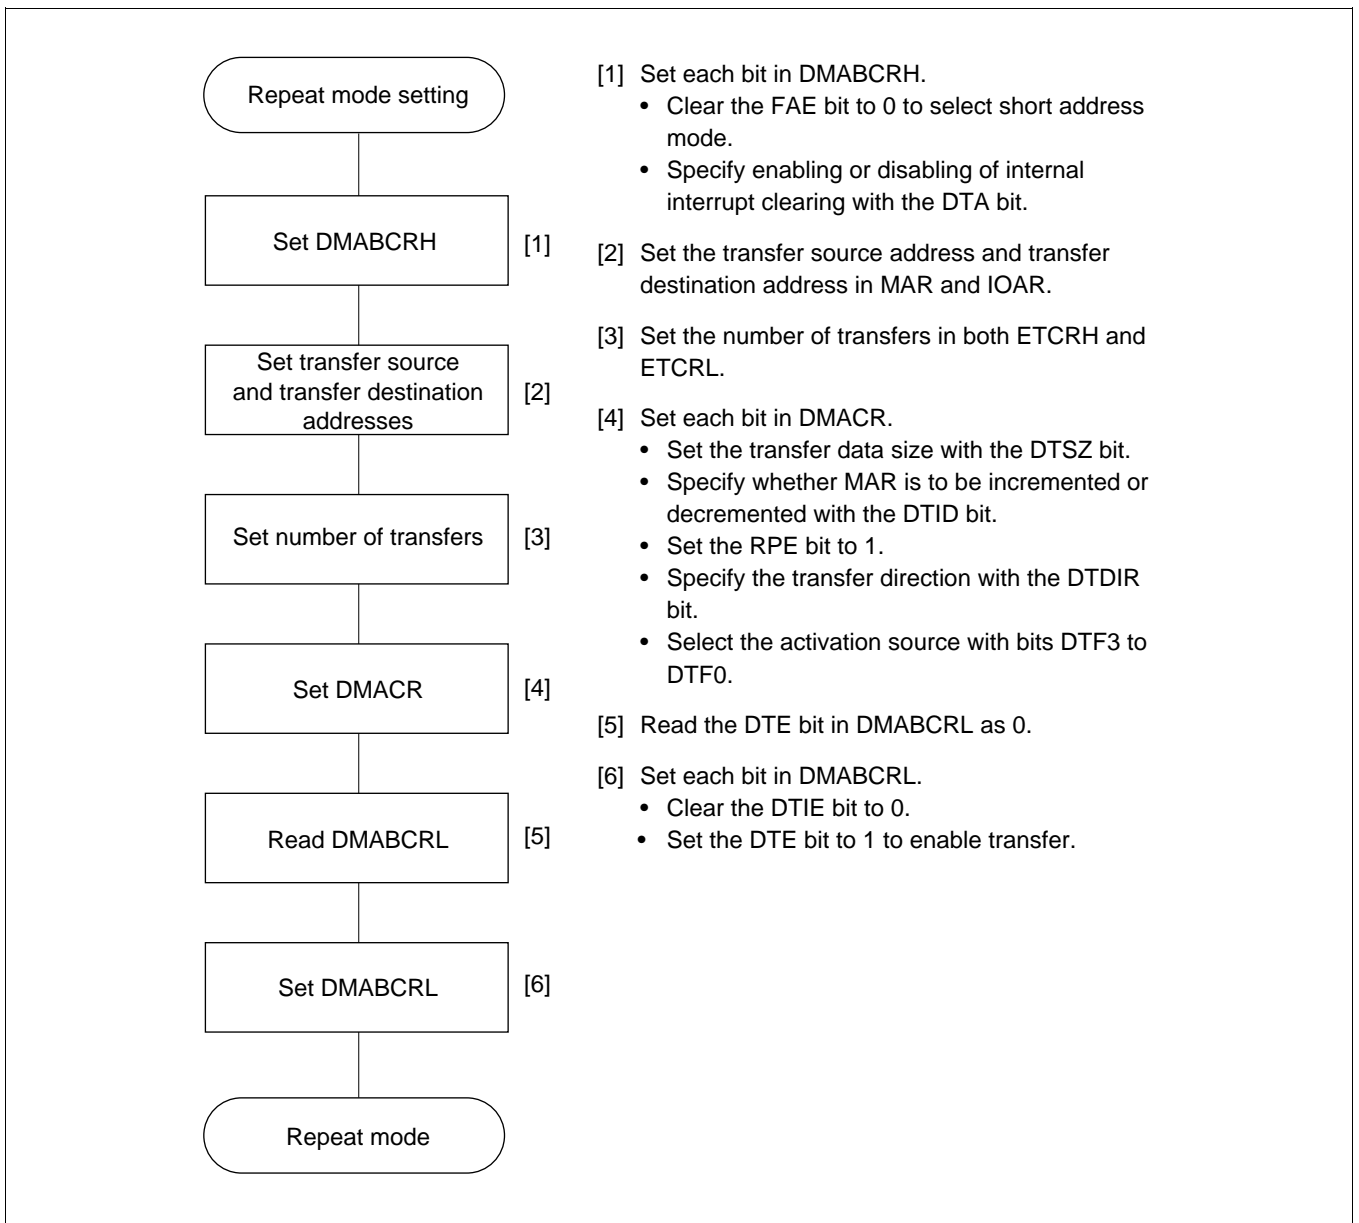 Repeat mode setting
Set DMABCRH [1]
Set transfer source
and transfer destination
addresses
[2]
Set number of transfers [3]
Set DMACR [4]
Read DMABCRL [5]
Set DMABCRL [6]
Repeat mode
[1] Set each bit in DMABCRH.
• Clear the FAE bit to 0 to select short address
mode.
• Specify enabling or disabling of internal
interrupt clearing with the DTA bit.
[2] Set the transfer source address and transfer
destination address in MAR and IOAR.
[3] Set the number of transfers in both ETCRH and
ETCRL.
[4] Set each bit in DMACR.
• Set the transfer data size with the DTSZ bit.
• Specify whether MAR is to be incremented or
decremented with the DTID bit.
• Set the RPE bit to 1.
• Specify the transfer direction with the DTDIR
bit.
• Select the activation source with bits DTF3 to
DTF0.
[5] Read the DTE bit in DMABCRL as 0.
[6] Set each bit in DMABCRL.
• Clear the DTIE bit to 0.
• Set the DTE bit to 1 to enable transfer.